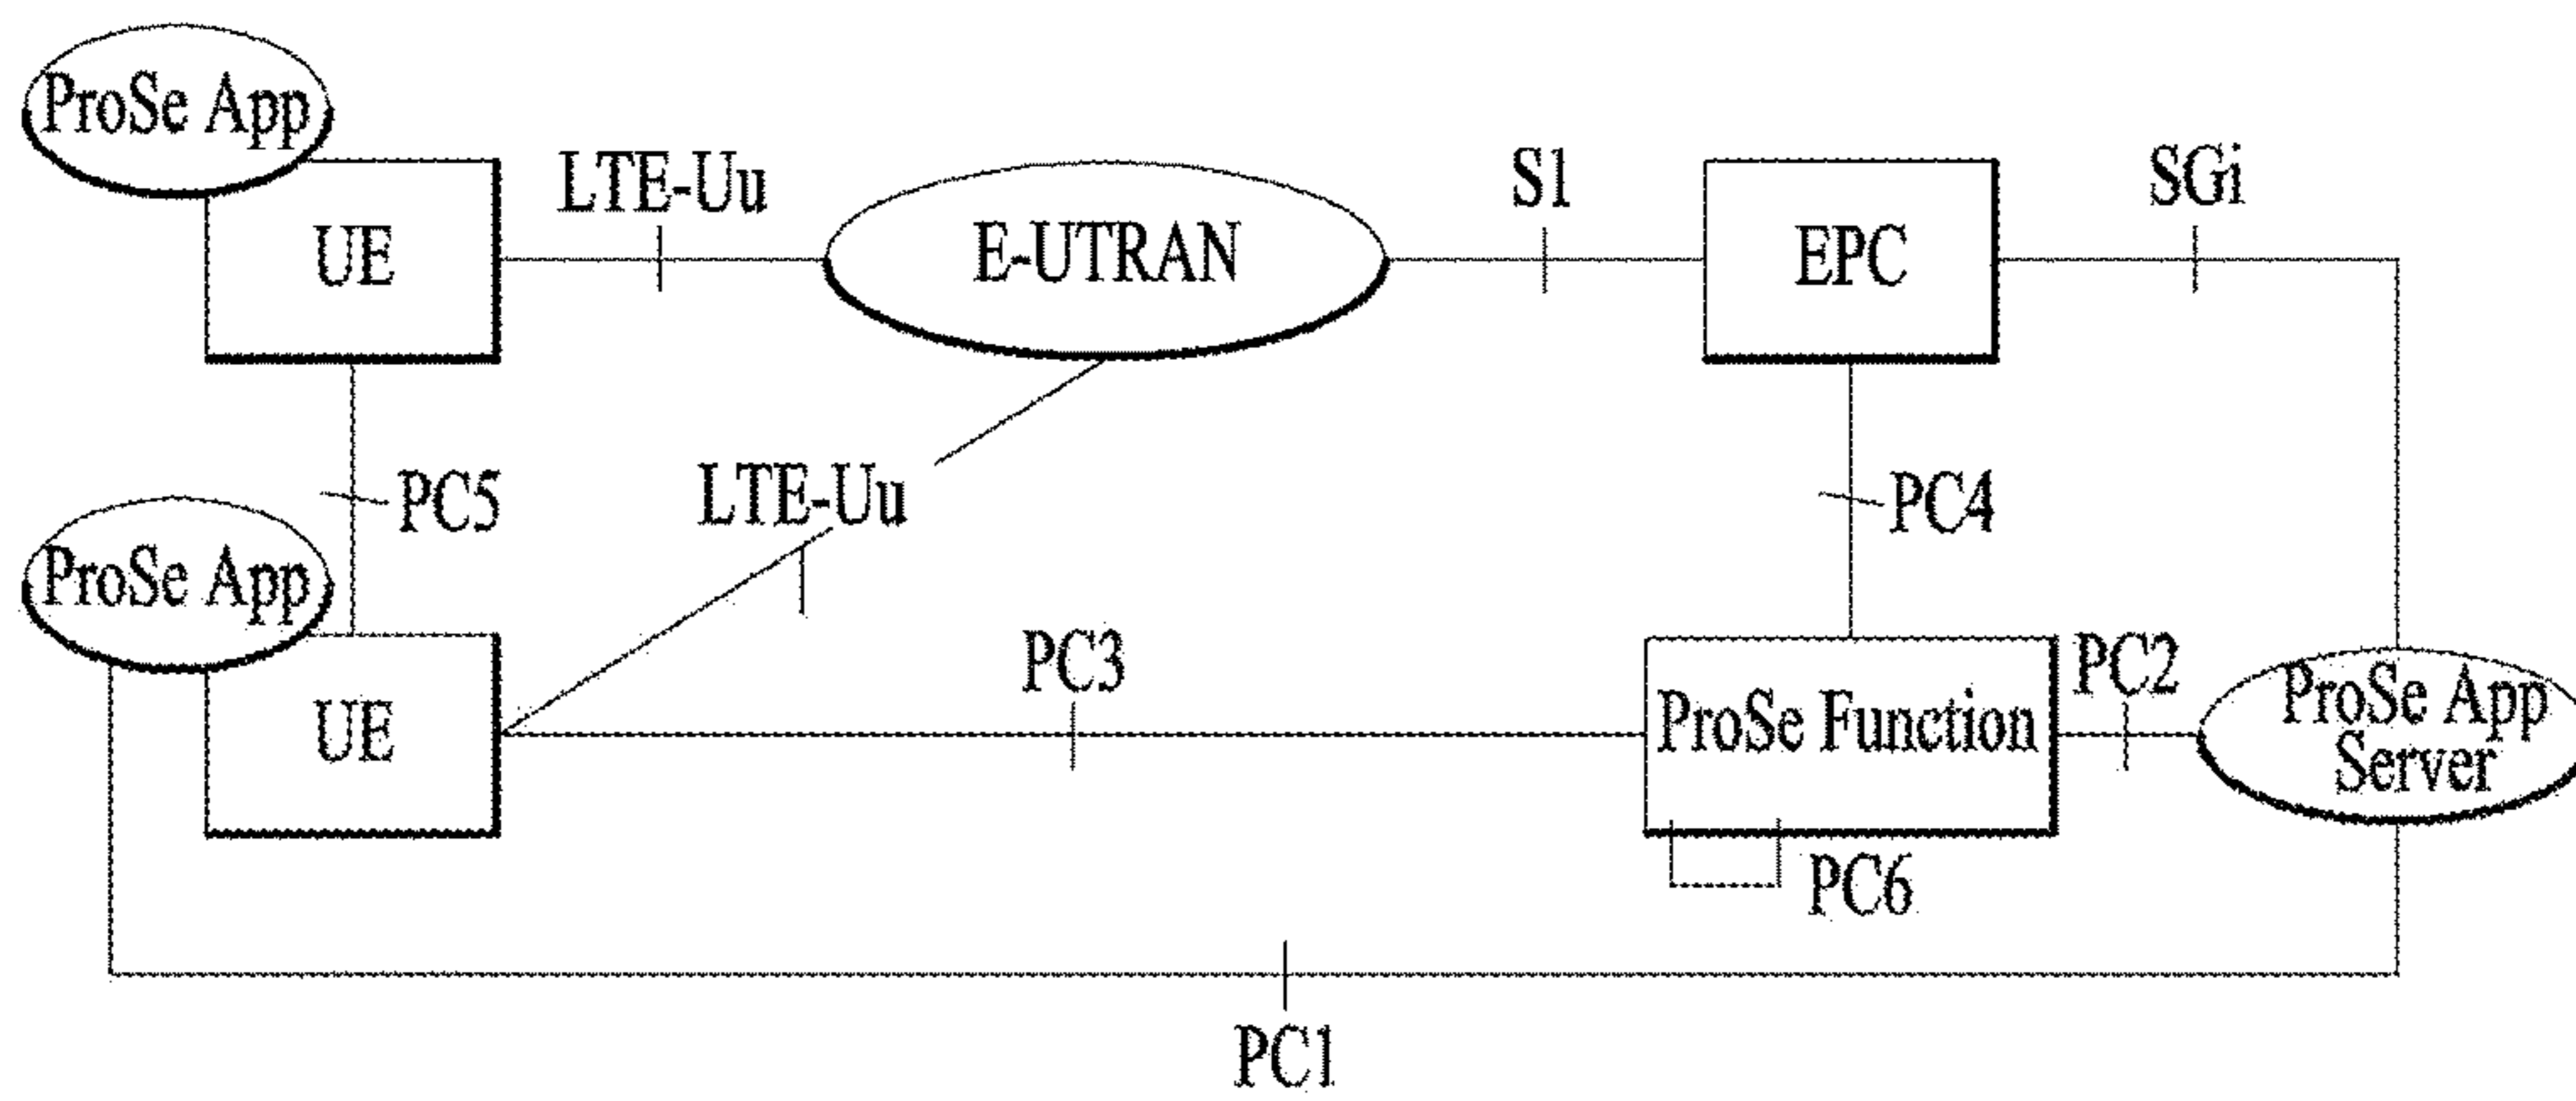 ProSe App
LTE-Uu
S1
SGi
UE
E-UTRAN
EPC
PC5
LTE-Uu
PC4
ProSe App
PC3
PC2
UE
ProSe Function
ProSe App
Server
PC6
PC1